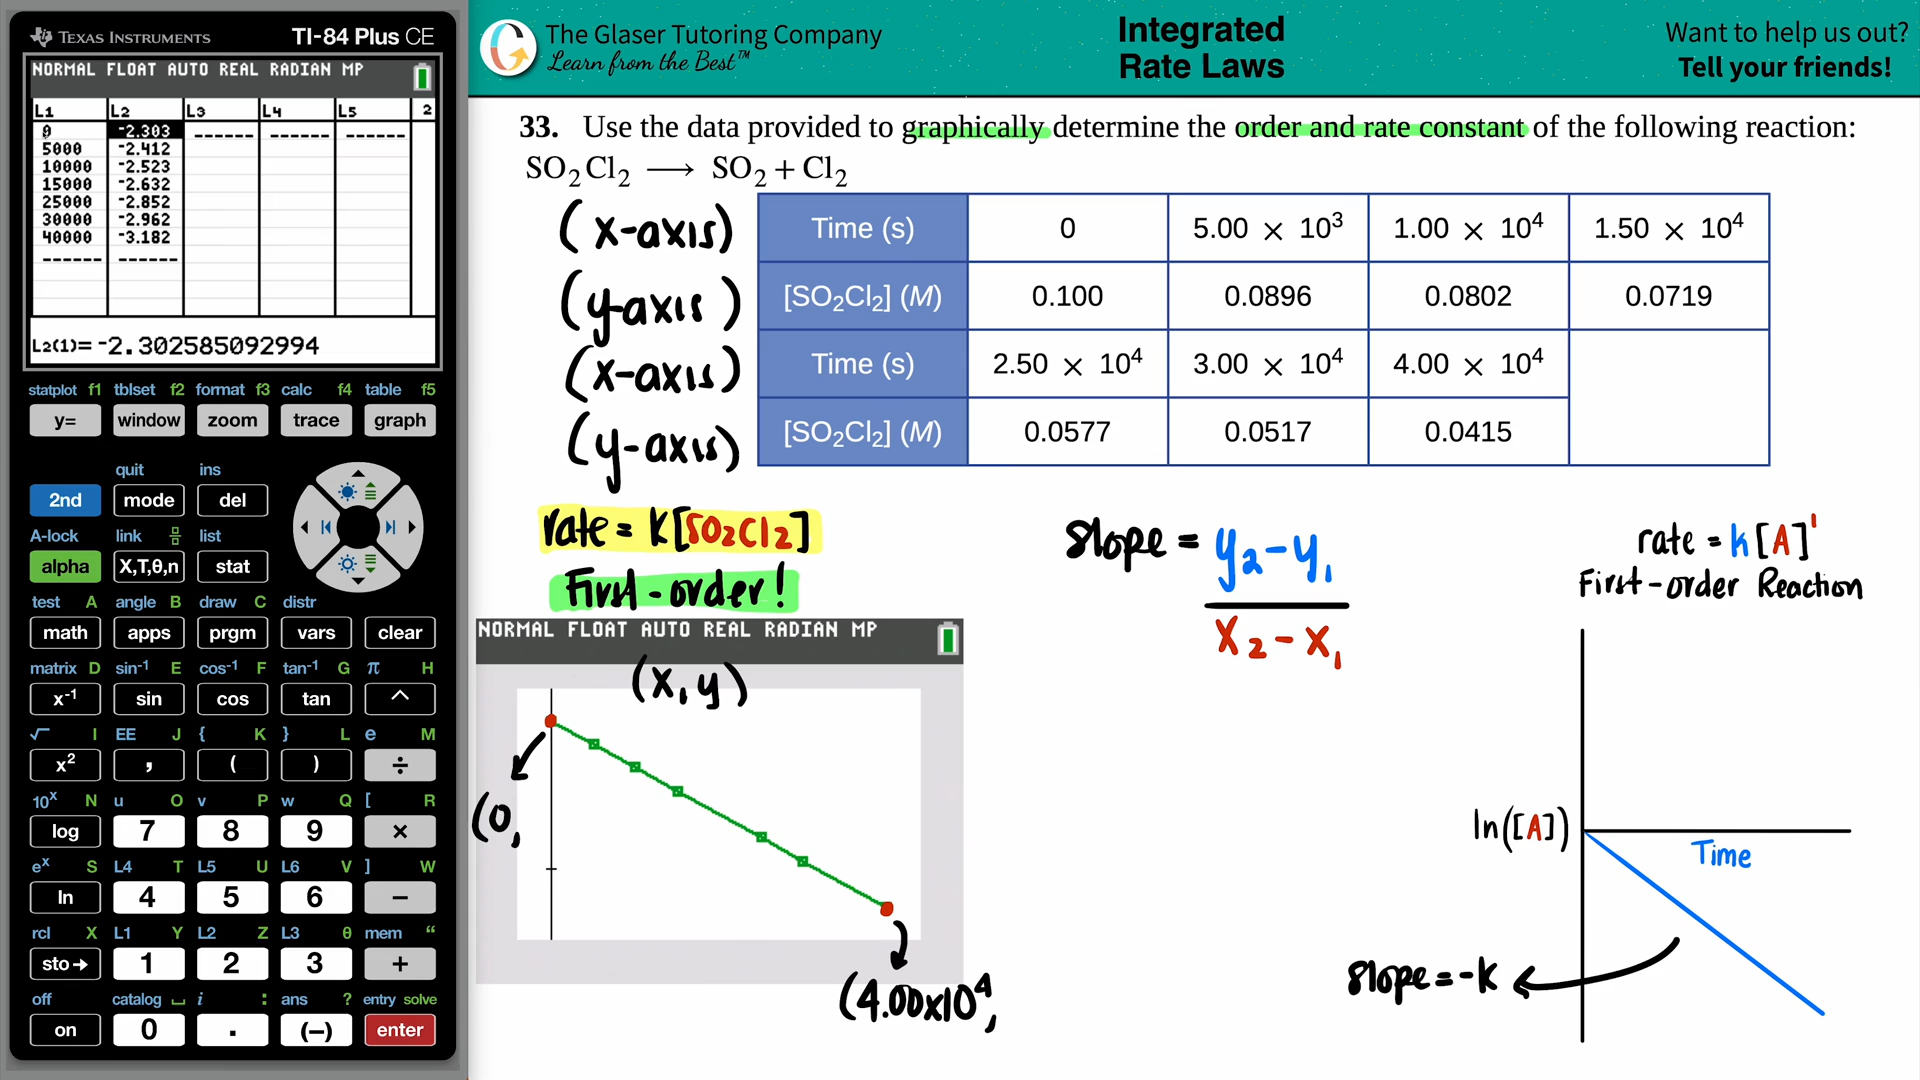 TEXAS INSTRUMENTS TI-84 Plus CE
NORMAL FLOAT AUTO REAL RADIAN MP
L1 L2 L3 L4 L5 2
0 -2.303 ------ ------ ------
5000 -2.412
10000 -2.523
15000 -2.632
25000 -2.852
30000 -2.962
40000 -3.182
------ ------
L2(1)= -2.302585092994
statplot f1 tblset f2 format f3 calc f4 table f5
y= window zoom trace graph
quit ins
2nd mode del
A-lock link list
alpha X,T,θ,n stat
test A angle B draw C distr
math apps prgm vars clear
matrix D sin-1 E cos-1 F tan-1 G π H
x-1 sin cos tan ^
√ I EE J { K } L e M
x2 , ( ) ÷
10x N u O v P w Q [ R
log 7 8 9 ×
ex S L4 T L5 U L6 V ] W
ln 4 5 6 −
rcl X L1 Y L2 Z L3 θ mem "
sto→ 1 2 3 +
off catalog ⎵ i : ans ? entry solve
on 0 . (−) enter
The Glaser Tutoring Company
Learn from the Best™
Integrated
Rate Laws
Want to help us out?
Tell your friends!
33. Use the data provided to graphically determine the order and rate constant of the following reaction:
SO2Cl2 ⟶ SO2 + Cl2
(x-axis) Time (s) 0 5.00 × 10³ 1.00 × 10⁴ 1.50 × 10⁴
(y-axis) [SO2Cl2] (M) 0.100 0.0896 0.0802 0.0719
(x-axis) Time (s) 2.50 × 10⁴ 3.00 × 10⁴ 4.00 × 10⁴
(y-axis) [SO2Cl2] (M) 0.0577 0.0517 0.0415
rate = k[SO2Cl2]
First-order!
NORMAL FLOAT AUTO REAL RADIAN MP
(x,y)
(0,
(4.00x10⁴,
slope = y2-y1
x2-x1
rate = k[A]¹
First-order Reaction
ln([A])
Time
slope=-k